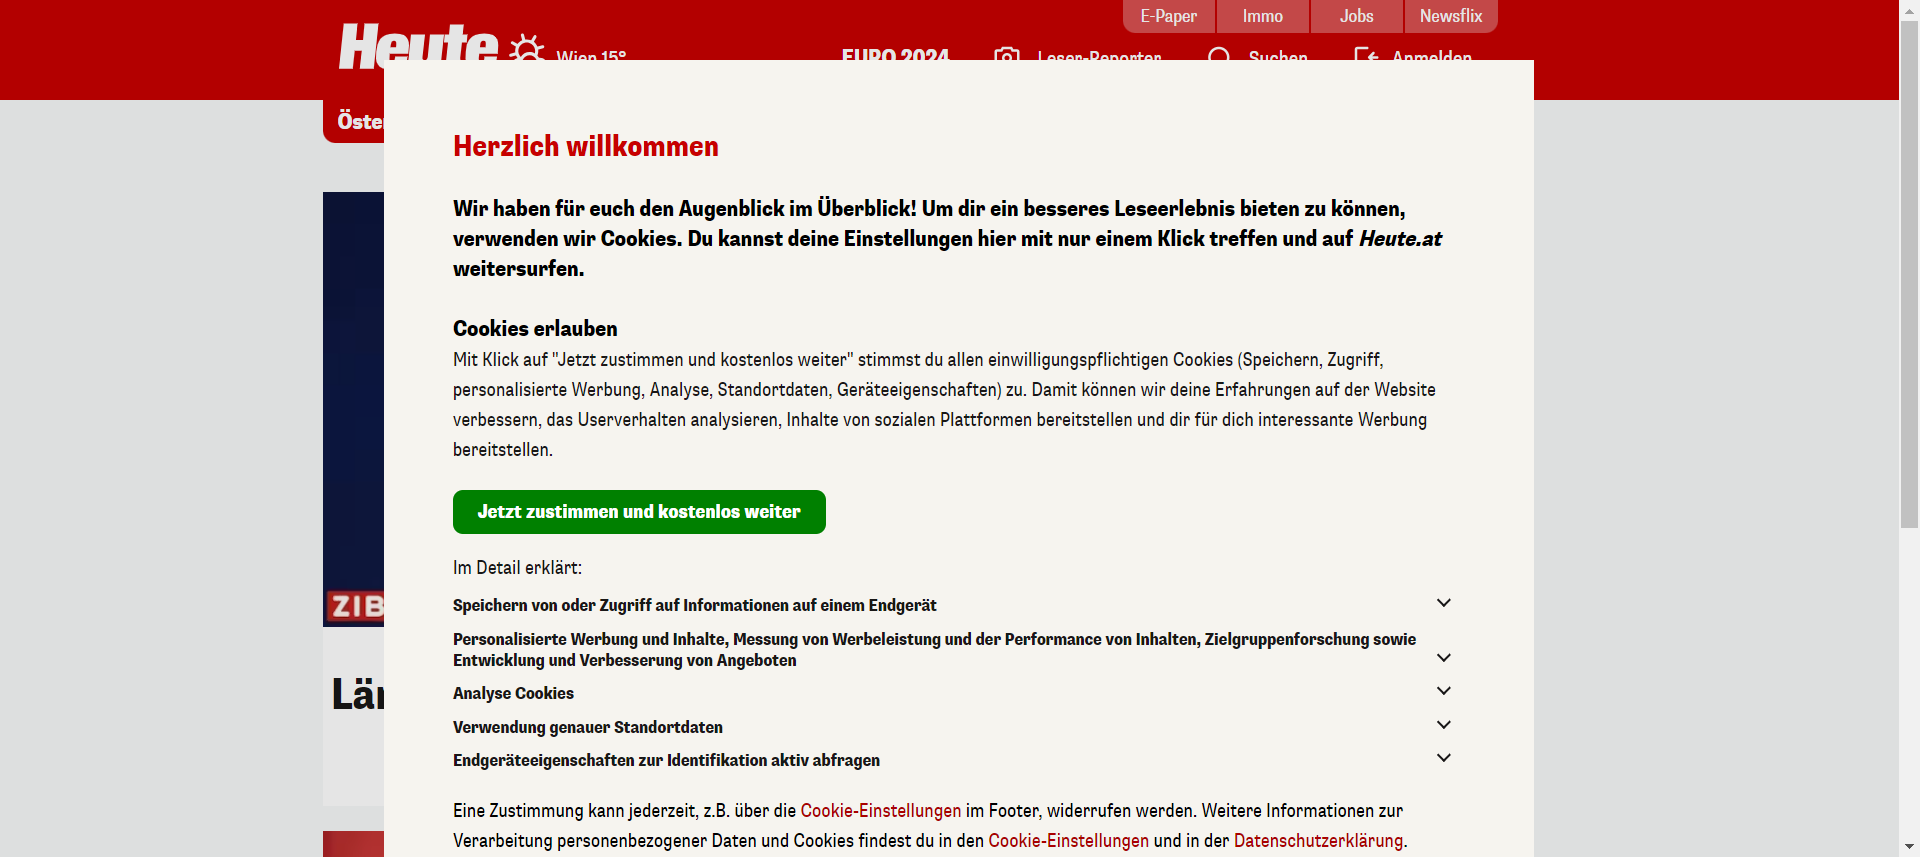 E-Paper Immo Jobs Newsflix
Heute Wien 15° EURO 2024 Leser-Reporter Suchen Anmelden
Herzlich willkommen
Wir haben für euch den Augenblick im Überblick! Um dir ein besseres Leseerlebnis bieten zu können,
verwenden wir Cookies. Du kannst deine Einstellungen hier mit nur einem Klick treffen und auf Heute.at
weitersurfen.
Cookies erlauben
Mit Klick auf "Jetzt zustimmen und kostenlos weiter" stimmst du allen einwilligungspflichtigen Cookies (Speichern, Zugriff,
personalisierte Werbung, Analyse, Standortdaten, Geräteeigenschaften) zu. Damit können wir deine Erfahrungen auf der Website
verbessern, das Userverhalten analysieren, Inhalte von sozialen Plattformen bereitstellen und dir für dich interessante Werbung
bereitstellen.
Jetzt zustimmen und kostenlos weiter
Im Detail erklärt:
ZIB
Speichern von oder Zugriff auf Informationen auf einem Endgerät
Personalisierte Werbung und Inhalte, Messung von Werbeleistung und der Performance von Inhalten, Zielgruppenforschung sowie
Entwicklung und Verbesserung von Angeboten
Analyse Cookies
Verwendung genauer Standortdaten
Endgeräteeigenschaften zur Identifikation aktiv abfragen
Eine Zustimmung kann jederzeit, z.B. über die Cookie-Einstellungen im Footer, widerrufen werden. Weitere Informationen zur
Verarbeitung personenbezogener Daten und Cookies findest du in den Cookie-Einstellungen und in der Datenschutzerklärung.